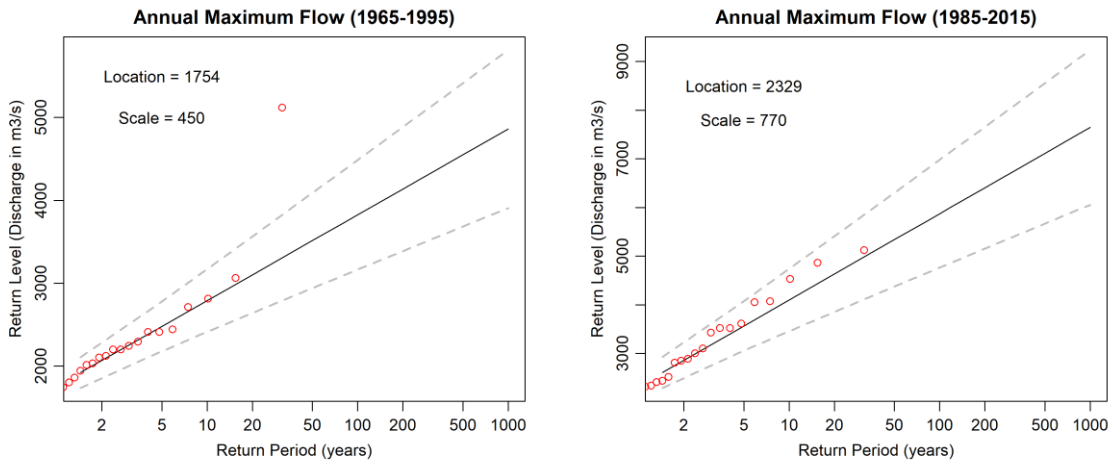 Annual Maximum Flow (1965-1995)
Location = 1754
Scale = 450
Return Level (Discharge in m3/s)
5000
4000
3000
2000
2 5 10 20 50 100 200 500 1000
Return Period (years)
Annual Maximum Flow (1985-2015)
Location = 2329
Scale = 770
Return Level (Discharge in m3/s)
9000
7000
5000
3000
2 5 10 20 50 100 200 500 1000
Return Period (years)